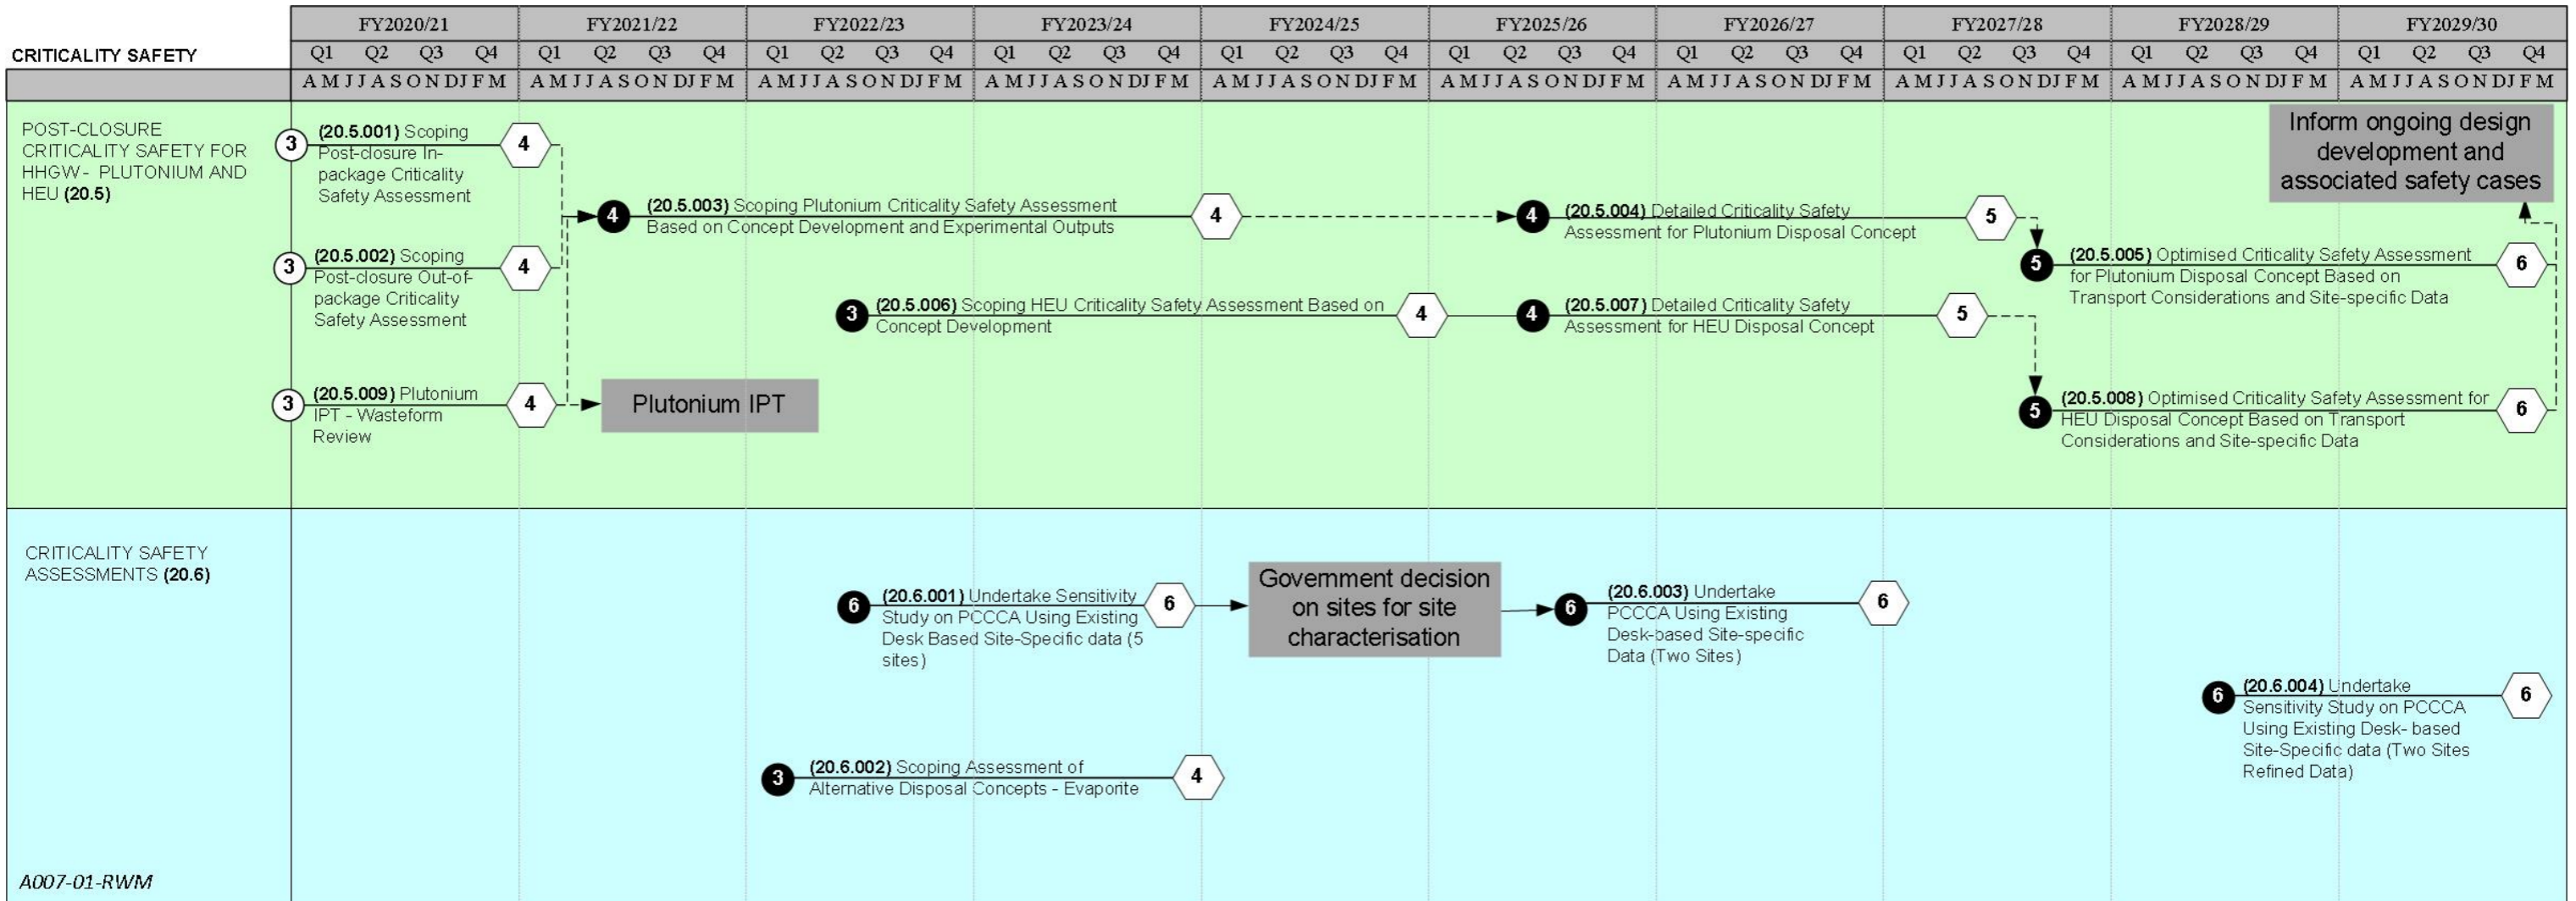 CRITICALITY SAFETY
FY2020/21 FY2021/22 FY2022/23 FY2023/24 FY2024/25 FY2025/26 FY2026/27 FY2027/28 FY2028/29 FY2029/30
Q1 Q2 Q3 Q4 Q1 Q2 Q3 Q4 Q1 Q2 Q3 Q4 Q1 Q2 Q3 Q4 Q1 Q2 Q3 Q4 Q1 Q2 Q3 Q4 Q1 Q2 Q3 Q4 Q1 Q2 Q3 Q4 Q1 Q2 Q3 Q4 Q1 Q2 Q3 Q4
A M J J A S O N D J F M A M J J A S O N D J F M A M J J A S O N D J F M A M J J A S O N D J F M A M J J A S O N D J F M A M J J A S O N D J F M A M J J A S O N D J F M A M J J A S O N D J F M A M J J A S O N D J F M A M J J A S O N D J F M
POST-CLOSURE
CRITICALITY SAFETY FOR
HHGW - PLUTONIUM AND
HEU (20.5)
3
(20.5.001) Scoping
Post-closure In-
package Criticality
Safety Assessment
4
3
(20.5.002) Scoping
Post-closure Out-of-
package Criticality
Safety Assessment
4
3
(20.5.009) Plutonium
IPT - Wasteform
Review
4
Plutonium IPT
4
(20.5.003) Scoping Plutonium Criticality Safety Assessment
Based on Concept Development and Experimental Outputs
4
4
(20.5.004) Detailed Criticality Safety
Assessment for Plutonium Disposal Concept
5
5
(20.5.005) Optimised Criticality Safety Assessment
for Plutonium Disposal Concept Based on
Transport Considerations and Site-specific Data
6
3
(20.5.006) Scoping HEU Criticality Safety Assessment Based on
Concept Development
4
4
(20.5.007) Detailed Criticality Safety
Assessment for HEU Disposal Concept
5
5
(20.5.008) Optimised Criticality Safety Assessment for
HEU Disposal Concept Based on Transport
Considerations and Site-specific Data
6
Inform ongoing design
development and
associated safety cases
CRITICALITY SAFETY
ASSESSMENTS (20.6)
6
(20.6.001) Undertake Sensitivity
Study on PCCCA Using Existing
Desk Based Site-Specific data (5
sites)
6
Government decision
on sites for site
characterisation
6
(20.6.003) Undertake
PCCCA Using Existing
Desk-based Site-specific
Data (Two Sites)
6
6
(20.6.004) Undertake
Sensitivity Study on PCCCA
Using Existing Desk- based
Site-Specific data (Two Sites
Refined Data)
6
3
(20.6.002) Scoping Assessment of
Alternative Disposal Concepts - Evaporite
4
A007-01-RWM